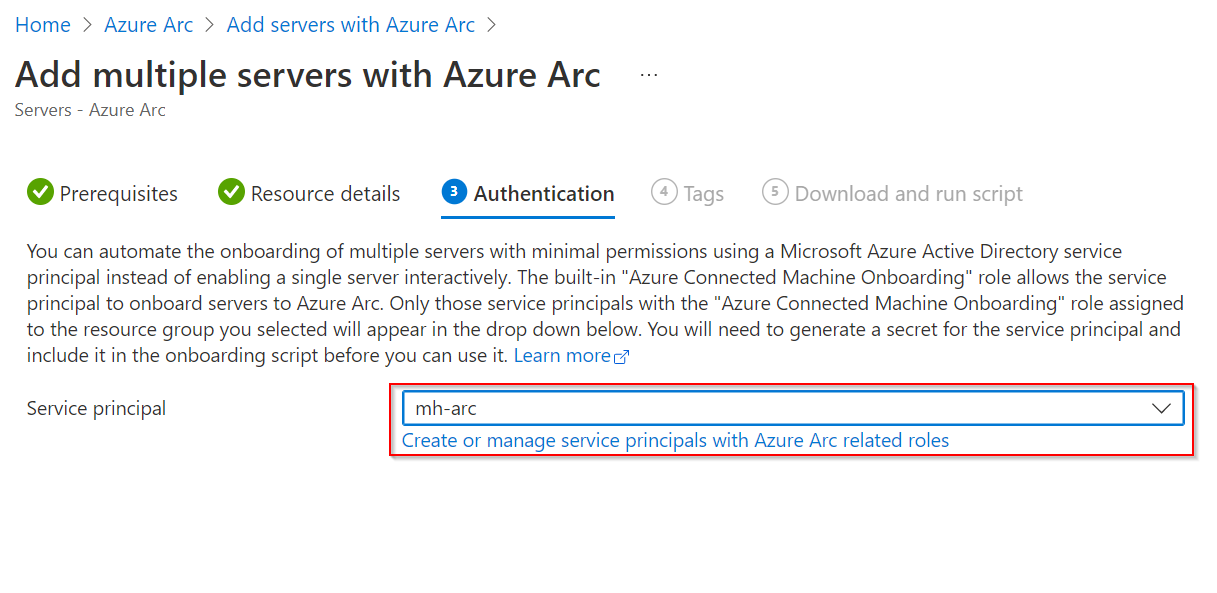 Home > Azure Arc > Add servers with Azure Arc >
Add multiple servers with Azure Arc ...
Servers - Azure Arc
Prerequisites Resource details 3 Authentication 4 Tags 5 Download and run script
You can automate the onboarding of multiple servers with minimal permissions using a Microsoft Azure Active Directory service
principal instead of enabling a single server interactively. The built-in "Azure Connected Machine Onboarding" role allows the service
principal to onboard servers to Azure Arc. Only those service principals with the "Azure Connected Machine Onboarding" role assigned
to the resource group you selected will appear in the drop down below. You will need to generate a secret for the service principal and
include it in the onboarding script before you can use it. Learn more
Service principal mh-arc
Create or manage service principals with Azure Arc related roles